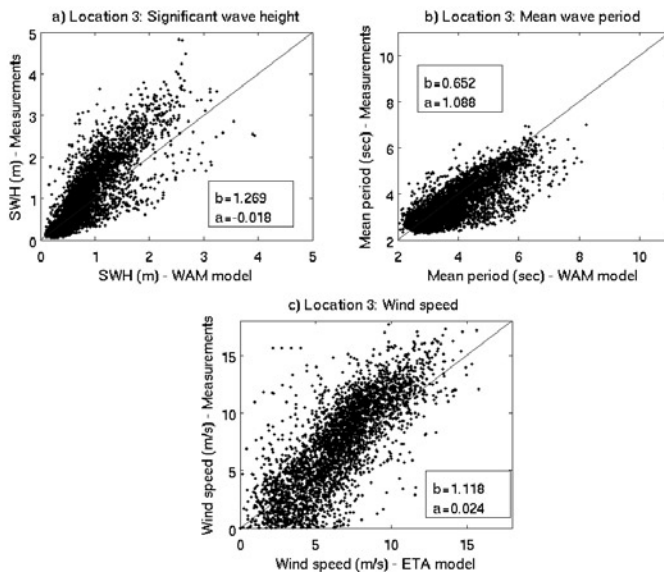 a) Location 3: Significant wave height
5
4
3
2
1
0
0 1 2 3 4 5
SWH (m) - Measurements
SWH (m) - WAM model
b=1.269
a=-0.018
b) Location 3: Mean wave period
10
8
6
4
2
2 4 6 8 10
Mean period (sec) - Measurements
Mean period (sec) - WAM model
b=0.652
a=1.088
c) Location 3: Wind speed
15
10
5
0
0 5 10 15
Wind speed (m/s) - Measurements
Wind speed (m/s) - ETA model
b=1.118
a=0.024